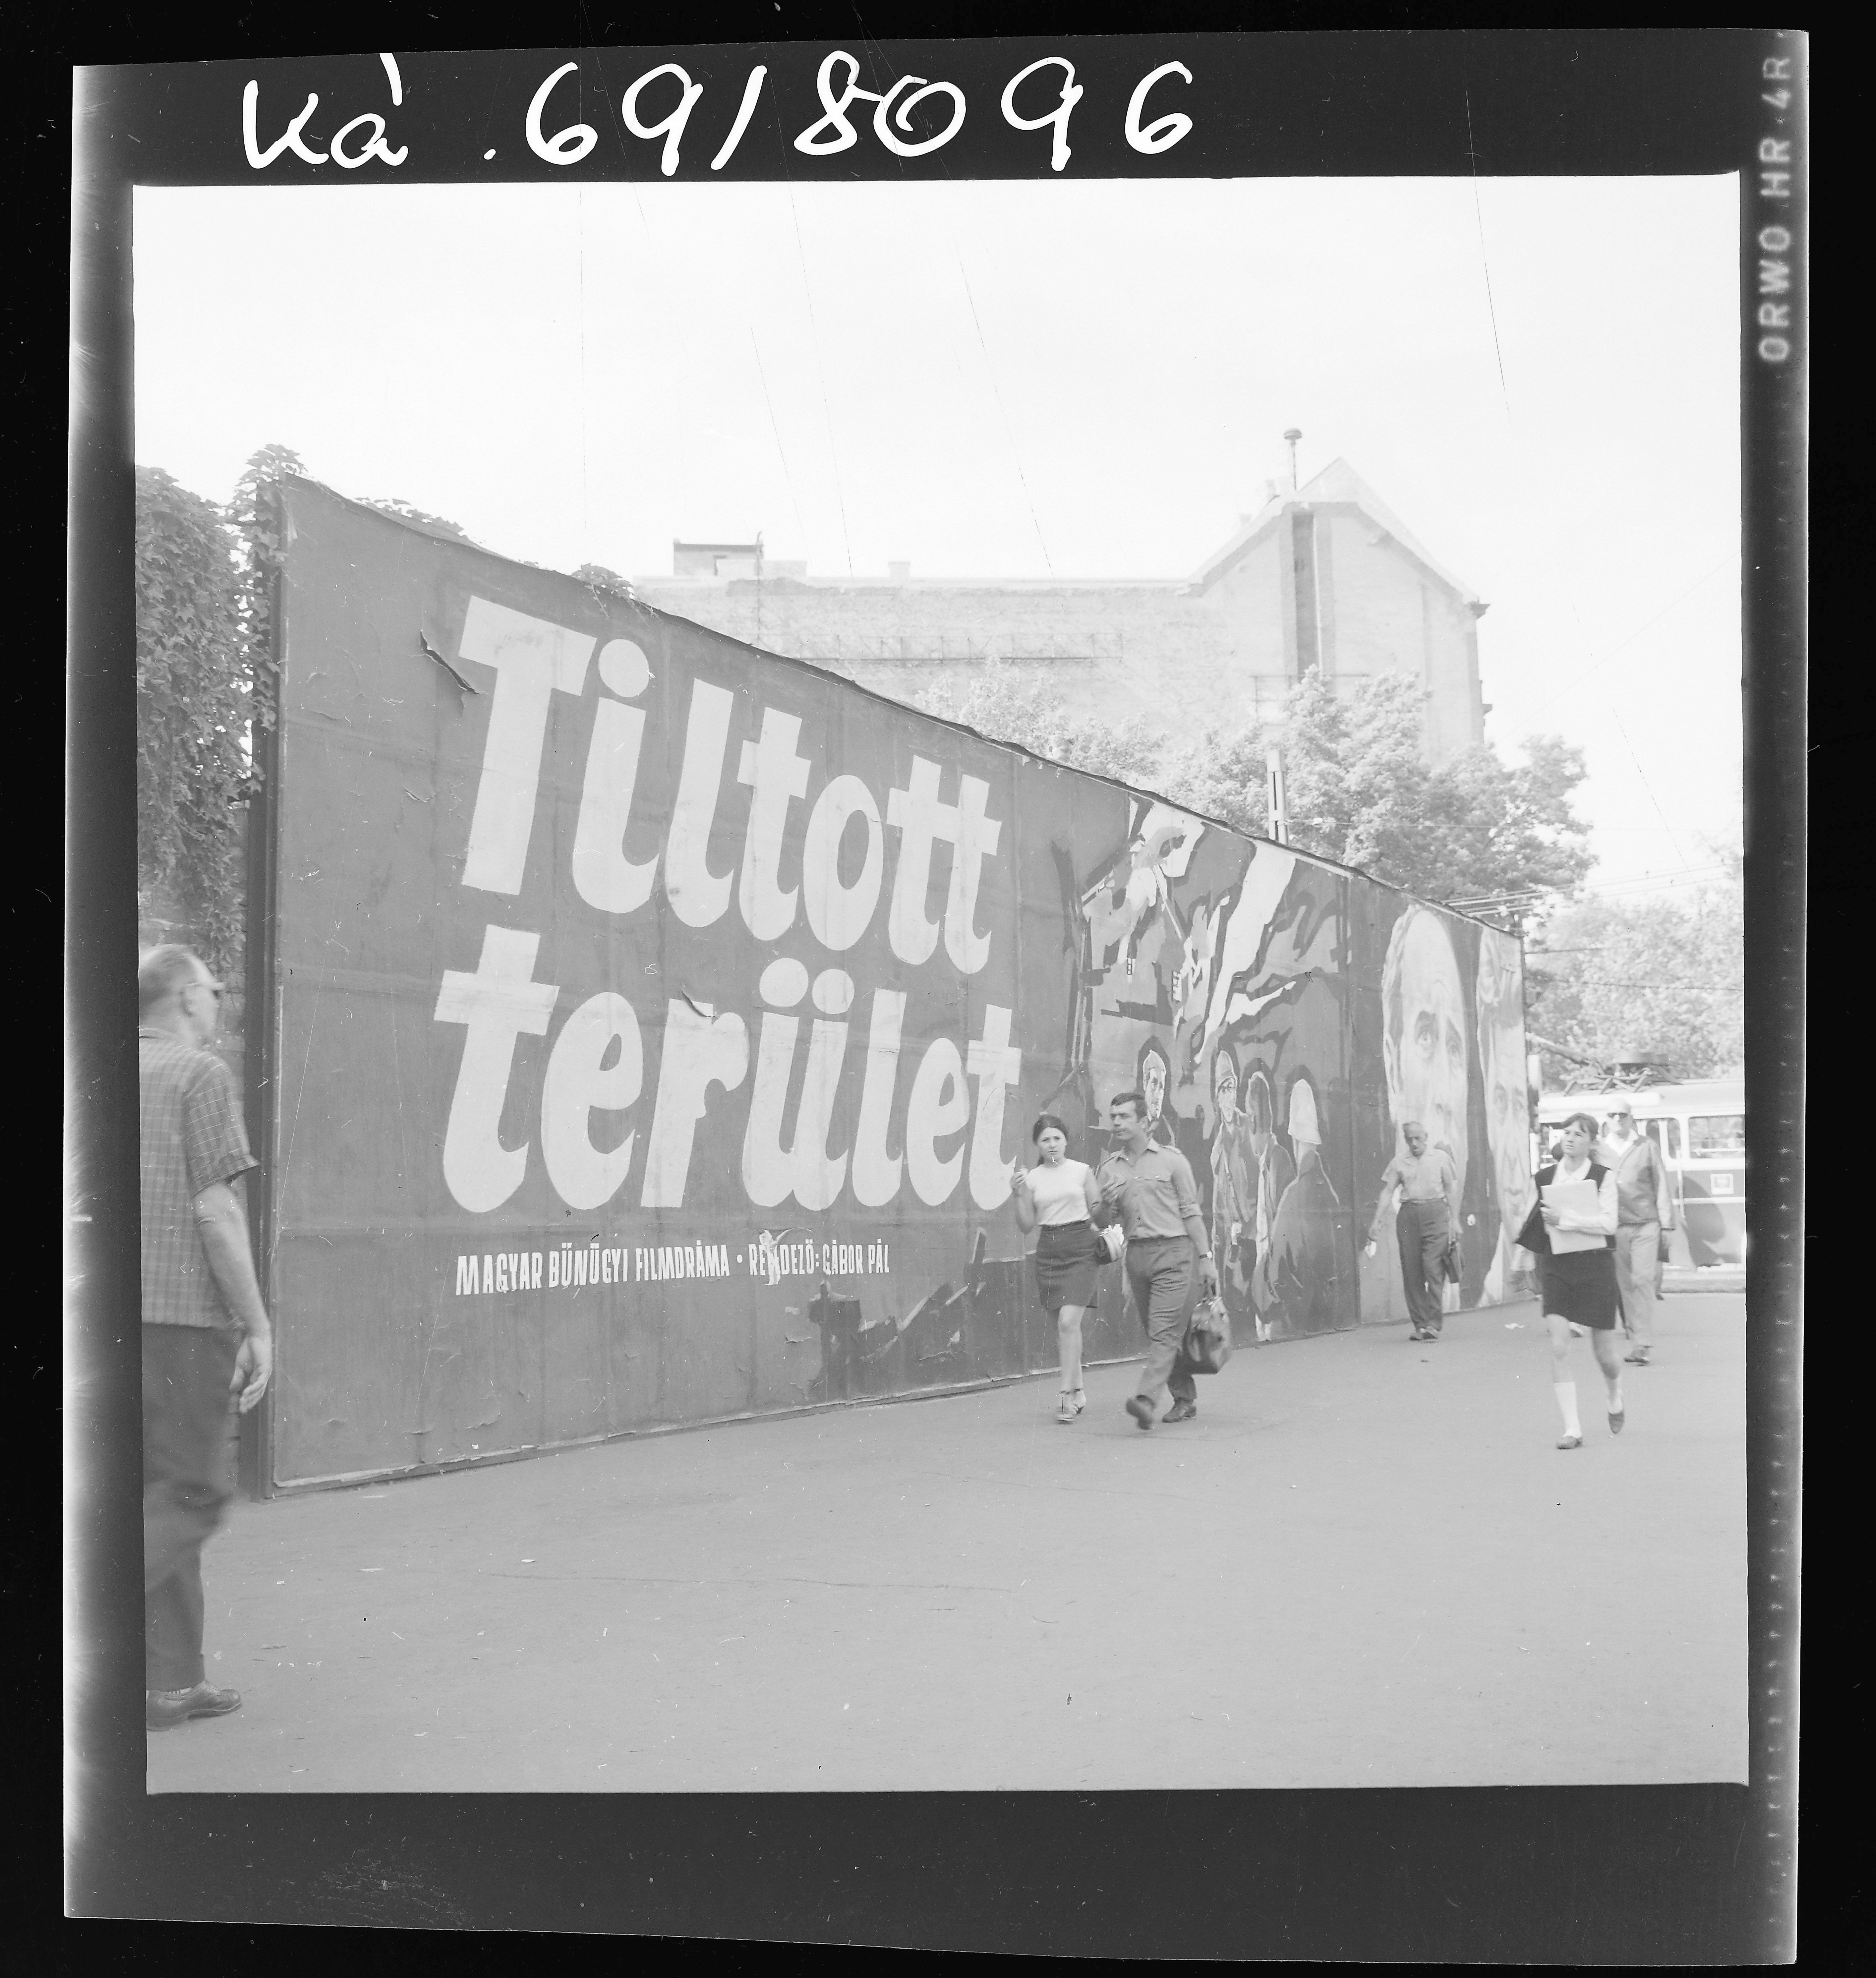 Ká. 69/8096
ORWO HR 4R
Tiltott
terület
MAGYAR BŰNÜGYI FILMDRÁMA • RENDEZŐ: GÁBOR PÁL